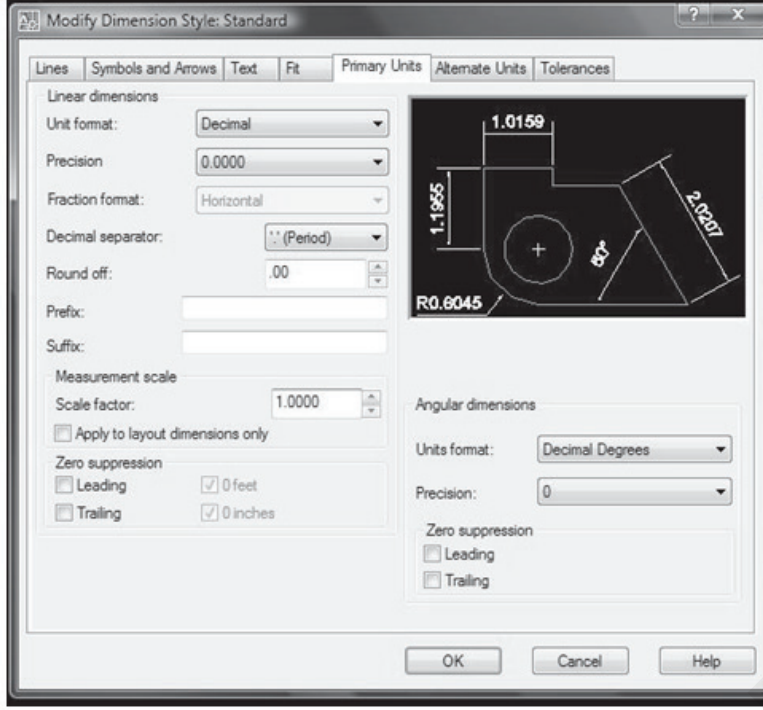 Modify Dimension Style: Standard
? x
Lines Symbols and Arrows Text Fit Primary Units Alternate Units Tolerances
Linear dimensions
Unit format: Decimal
Precision 0.0000
Fraction format: Horizontal
Decimal separator: '.' (Period)
Round off: .00
Prefix:
Suffix:
Measurement scale
Scale factor: 1.0000
Apply to layout dimensions only
Zero suppression
Leading 0 feet
Trailing 0 inches
1.0159
1.1955
2.0207
60°
R0.6045
Angular dimensions
Units format: Decimal Degrees
Precision: 0
Zero suppression
Leading
Trailing
OK Cancel Help